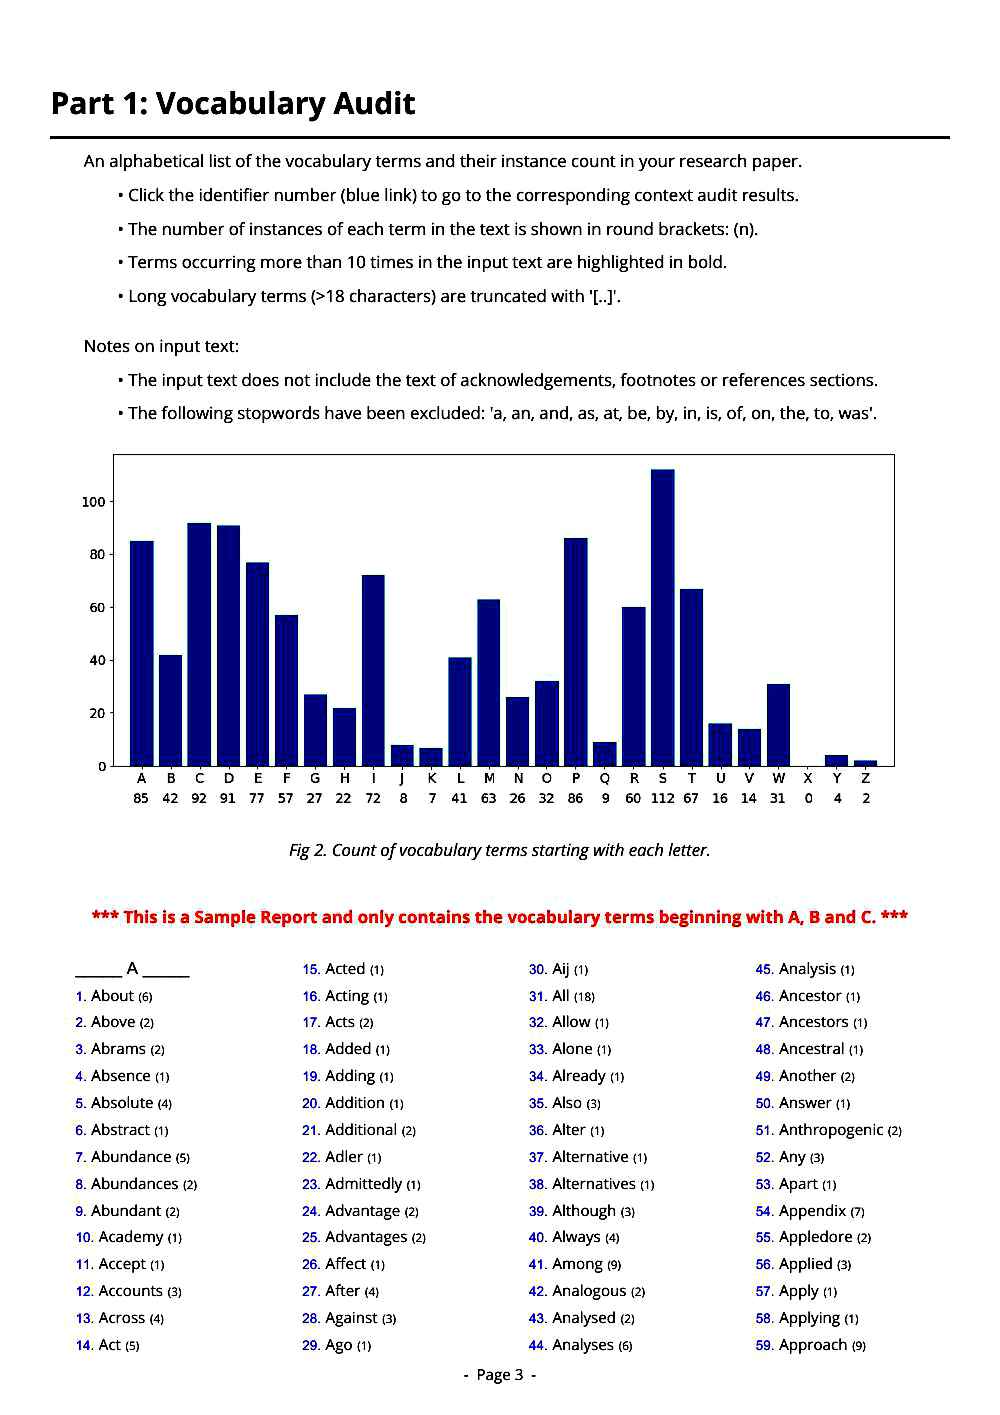 Part 1: Vocabulary Audit
An alphabetical list of the vocabulary terms and their instance count in your research paper.
• Click the identifier number (blue link) to go to the corresponding context audit results.
• The number of instances of each term in the text is shown in round brackets: (n).
• Terms occurring more than 10 times in the input text are highlighted in bold.
• Long vocabulary terms (>18 characters) are truncated with '[..]'.
Notes on input text:
• The input text does not include the text of acknowledgements, footnotes or references sections.
• The following stopwords have been excluded: 'a, an, and, as, at, be, by, in, is, of, on, the, to, was'.
100
80
60
40
20
0
A B C D E F G H I J K L M N O P Q R S T U V W X Y Z
85 42 92 91 77 57 27 22 72 8 7 41 63 26 32 86 9 60 112 67 16 14 31 0 4 2
Fig 2. Count of vocabulary terms starting with each letter.
*** This is a Sample Report and only contains the vocabulary terms beginning with A, B and C. ***
______ A ______
1. About (6)
2. Above (2)
3. Abrams (2)
4. Absence (1)
5. Absolute (4)
6. Abstract (1)
7. Abundance (5)
8. Abundances (2)
9. Abundant (2)
10. Academy (1)
11. Accept (1)
12. Accounts (3)
13. Across (4)
14. Act (5)
15. Acted (1)
16. Acting (1)
17. Acts (2)
18. Added (1)
19. Adding (1)
20. Addition (1)
21. Additional (2)
22. Adler (1)
23. Admittedly (1)
24. Advantage (2)
25. Advantages (2)
26. Affect (1)
27. After (4)
28. Against (3)
29. Ago (1)
30. Aij (1)
31. All (18)
32. Allow (1)
33. Alone (1)
34. Already (1)
35. Also (3)
36. Alter (1)
37. Alternative (1)
38. Alternatives (1)
39. Although (3)
40. Always (4)
41. Among (9)
42. Analogous (2)
43. Analysed (2)
44. Analyses (6)
45. Analysis (1)
46. Ancestor (1)
47. Ancestors (1)
48. Ancestral (1)
49. Another (2)
50. Answer (1)
51. Anthropogenic (2)
52. Any (3)
53. Apart (1)
54. Appendix (7)
55. Appledore (2)
56. Applied (3)
57. Apply (1)
58. Applying (1)
59. Approach (9)
- Page 3 -